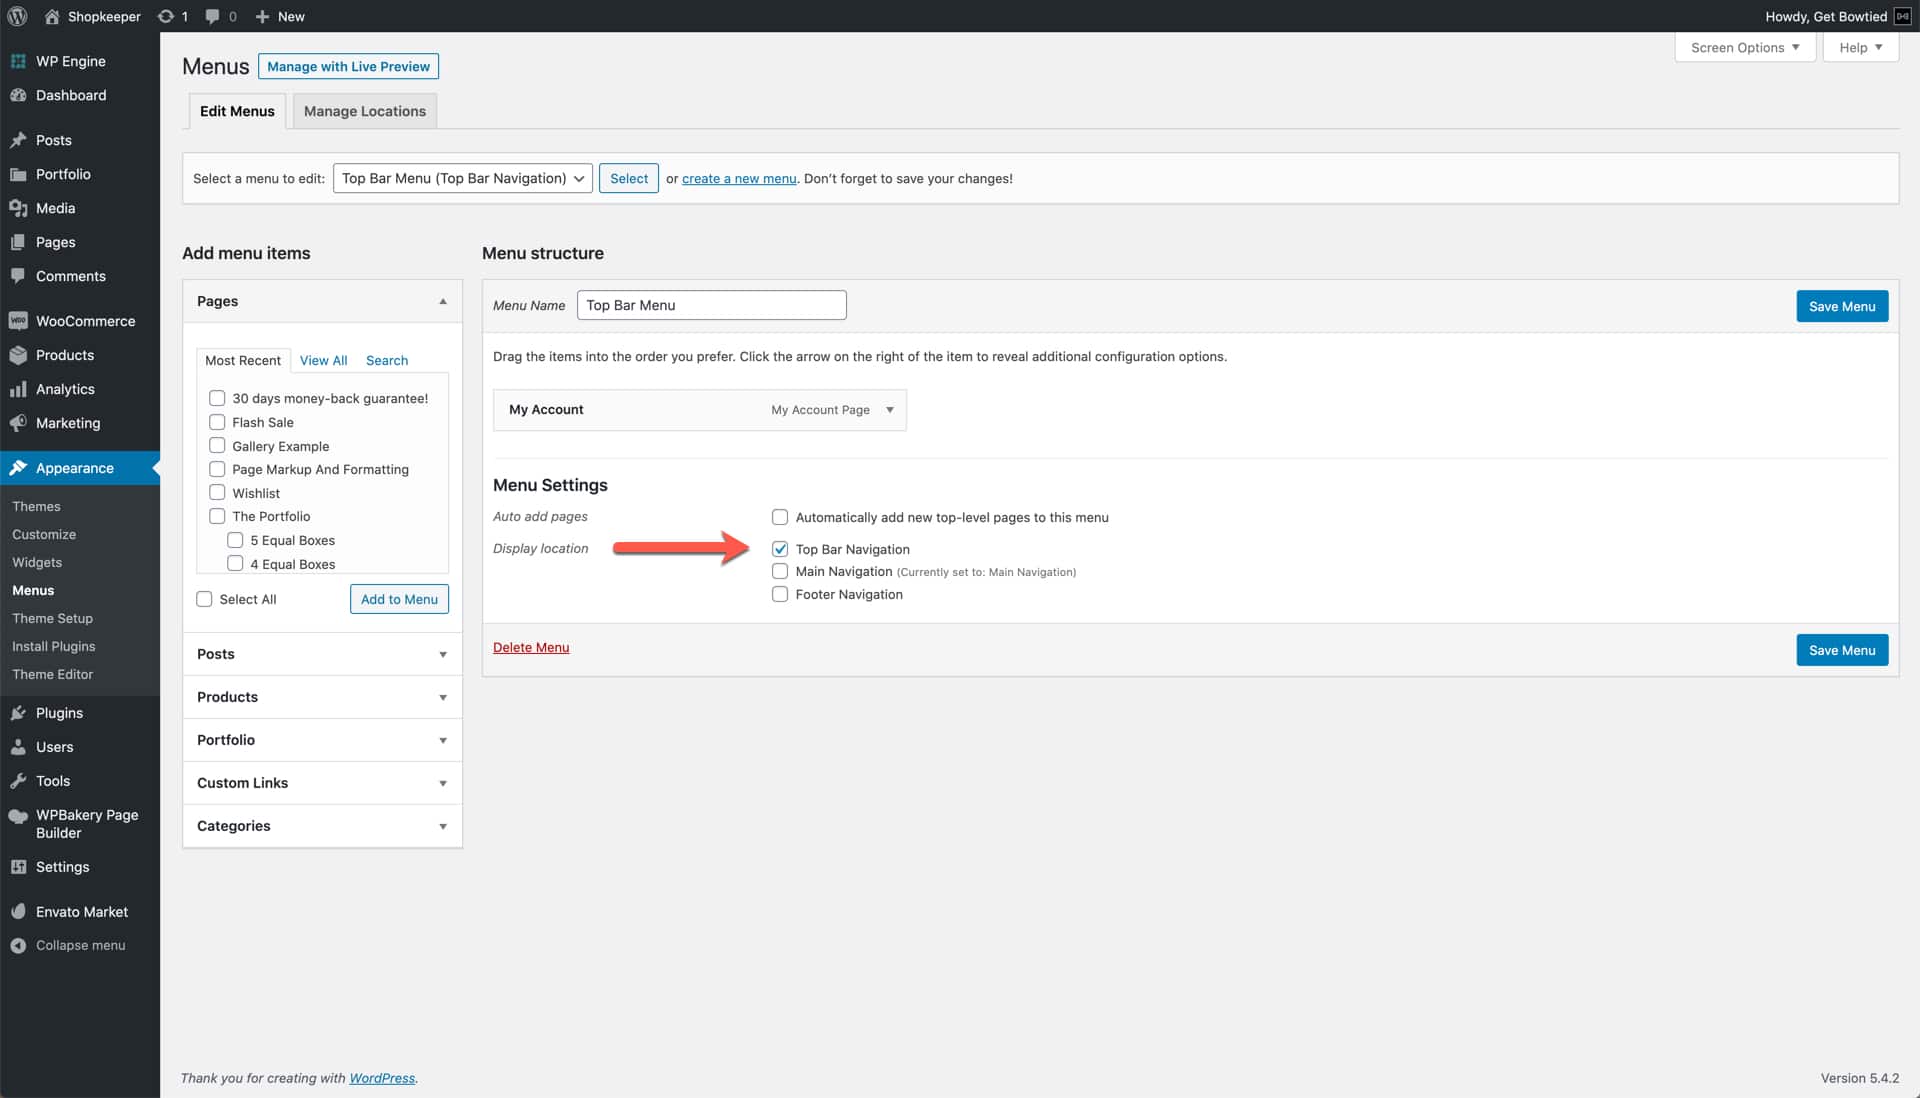 Shopkeeper 1 0 New Howdy, Get Bowtied
Screen Options Help
WP Engine
Dashboard
Posts
Portfolio
Media
Pages
Comments
WooCommerce
Products
Analytics
Marketing
Appearance
Themes
Customize
Widgets
Menus
Theme Setup
Install Plugins
Theme Editor
Plugins
Users
Tools
WPBakery Page
Builder
Settings
Envato Market
Collapse menu
Menus Manage with Live Preview
Edit Menus Manage Locations
Select a menu to edit: Top Bar Menu (Top Bar Navigation) Select or create a new menu. Don't forget to save your changes!
Add menu items
Pages
Most Recent View All Search
30 days money-back guarantee!
Flash Sale
Gallery Example
Page Markup And Formatting
Wishlist
The Portfolio
5 Equal Boxes
4 Equal Boxes
Select All Add to Menu
Posts
Products
Portfolio
Custom Links
Categories
Menu structure
Menu Name Top Bar Menu Save Menu
Drag the items into the order you prefer. Click the arrow on the right of the item to reveal additional configuration options.
My Account My Account Page
Menu Settings
Auto add pages Automatically add new top-level pages to this menu
Display location Top Bar Navigation
Main Navigation (Currently set to: Main Navigation)
Footer Navigation
Delete Menu Save Menu
Thank you for creating with WordPress. Version 5.4.2